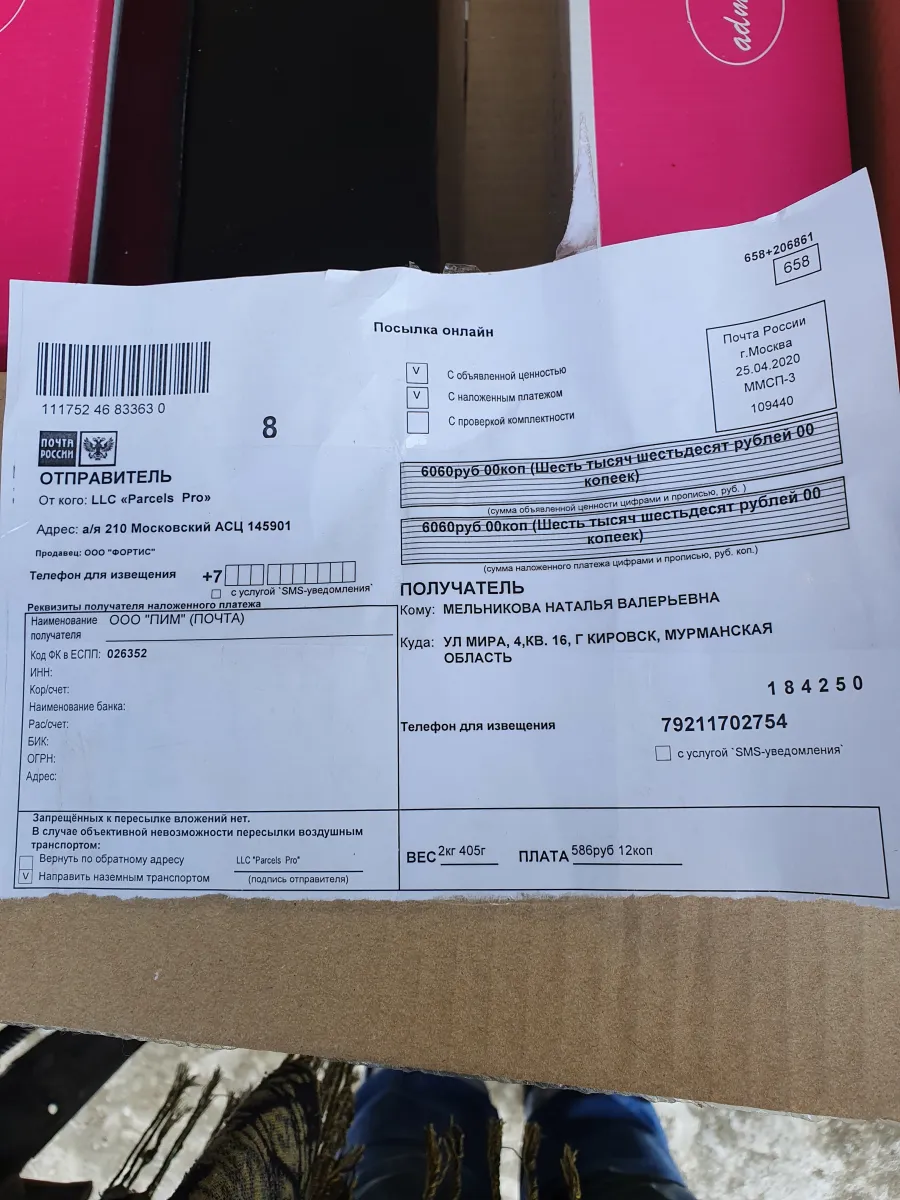 adm
658+206861
658
Посылка онлайн
Почта России
г.Москва
25.04.2020
ММСП-3
109440
V С объявленной ценностью
V С наложенным платежом
С проверкой комплектности
111752 46 83363 0
8
ПОЧТА РОССИИ
ОТПРАВИТЕЛЬ
От кого: LLC «Parcels Pro»
Адрес: а/я 210 Московский АСЦ 145901
Продавец: ООО "ФОРТИС"
Телефон для извещения +7
с услугой `SMS-уведомления`
6060руб 00коп (Шесть тысяч шестьдесят рублей 00
копеек)
(сумма объявленной ценности цифрами и прописью, руб. )
6060руб 00коп (Шесть тысяч шестьдесят рублей 00
копеек)
(сумма наложенного платежа цифрами и прописью, руб. коп.)
Реквизиты получателя наложенного платежа
Наименование ООО "ПИМ" (ПОЧТА)
получателя
Код ФК в ЕСПП: 026352
ИНН:
Кор/счет:
Наименование банка:
Рас/счет:
БИК:
ОГРН:
Адрес:
ПОЛУЧАТЕЛЬ
Кому: МЕЛЬНИКОВА НАТАЛЬЯ ВАЛЕРЬЕВНА
Куда: УЛ МИРА, 4,КВ. 16, Г КИРОВСК, МУРМАНСКАЯ
ОБЛАСТЬ
184250
Телефон для извещения 79211702754
с услугой `SMS-уведомления`
Запрещённых к пересылке вложений нет.
В случае объективной невозможности пересылки воздушным
транспортом:
Вернуть по обратному адресу LLC "Parcels Pro"
V Направить наземным транспортом (подпись отправителя)
ВЕС 2кг 405г ПЛАТА 586руб 12коп